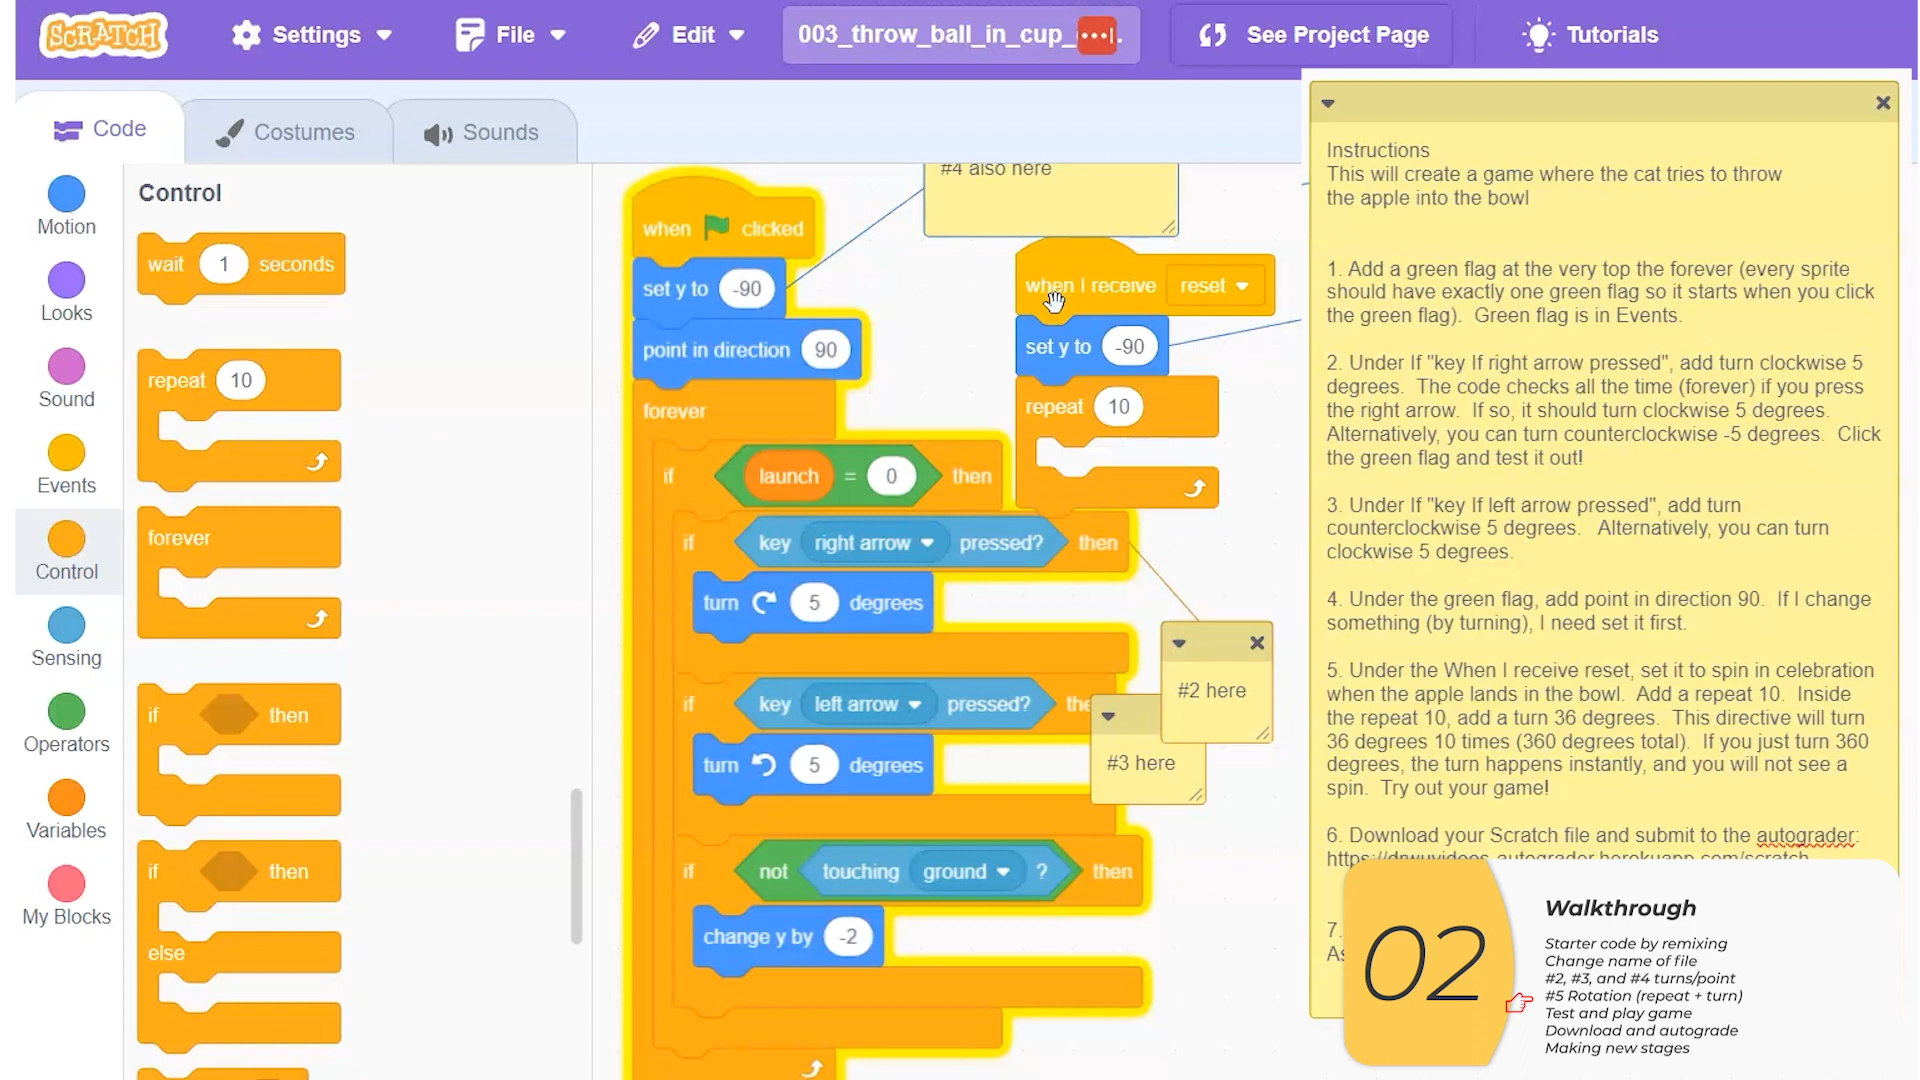 SCRATCH
Settings
File
Edit
003_throw_ball_in_cup_
See Project Page
Tutorials
Code
Costumes
Sounds
Motion
Looks
Sound
Events
Control
Sensing
Operators
Variables
My Blocks
Control
wait 1 seconds
repeat 10
forever
if then
if then
else
when clicked
set y to -90
point in direction 90
forever
if launch = 0 then
if key right arrow pressed? then
turn 5 degrees
if key left arrow pressed? the
turn 5 degrees
if not touching ground ? then
change y by -2
#4 also here
when I receive reset
set y to -90
repeat 10
#2 here
#3 here
Instructions
This will create a game where the cat tries to throw
the apple into the bowl
1. Add a green flag at the very top the forever (every sprite
should have exactly one green flag so it starts when you click
the green flag). Green flag is in Events.
2. Under If "key If right arrow pressed", add turn clockwise 5
degrees. The code checks all the time (forever) if you press
the right arrow. If so, it should turn clockwise 5 degrees.
Alternatively, you can turn counterclockwise -5 degrees. Click
the green flag and test it out!
3. Under If "key If left arrow pressed", add turn
counterclockwise 5 degrees. Alternatively, you can turn
clockwise 5 degrees.
4. Under the green flag, add point in direction 90. If I change
something (by turning), I need set it first.
5. Under the When I receive reset, set it to spin in celebration
when the apple lands in the bowl. Add a repeat 10. Inside
the repeat 10, add a turn 36 degrees. This directive will turn
36 degrees 10 times (360 degrees total). If you just turn 360
degrees, the turn happens instantly, and you will not see a
spin. Try out your game!
6. Download your Scratch file and submit to the autograder:
7.
02
Walkthrough
Starter code by remixing
Change name of file
#2, #3, and #4 turns/point
#5 Rotation (repeat + turn)
Test and play game
Download and autograde
Making new stages